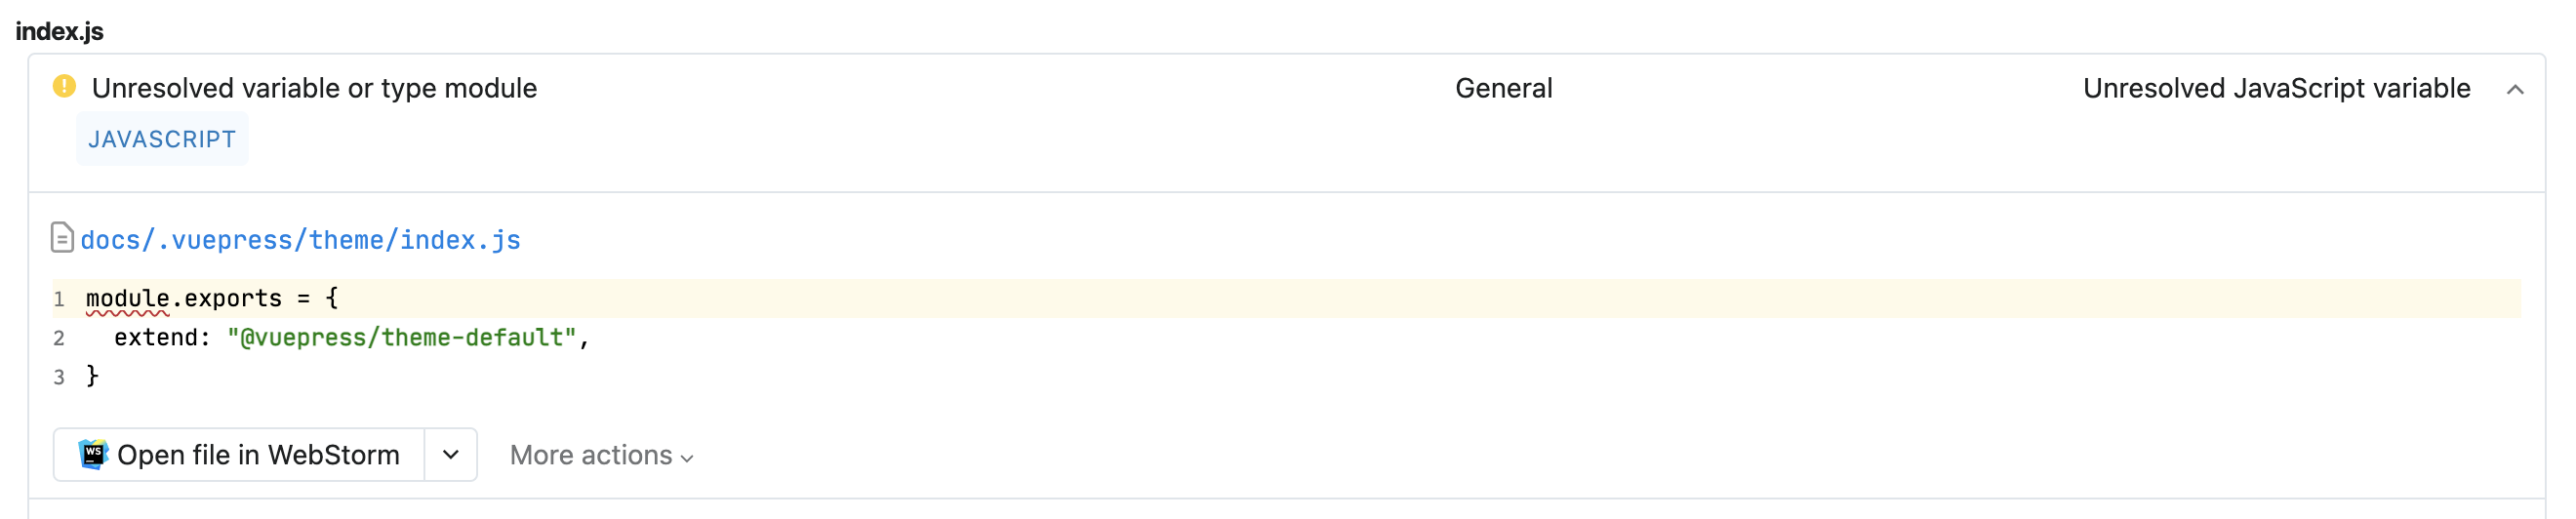 index.js
Unresolved variable or type module General Unresolved JavaScript variable
JAVASCRIPT
docs/.vuepress/theme/index.js
1 module.exports = {
2 extend: "@vuepress/theme-default",
3 }
WS Open file in WebStorm More actions